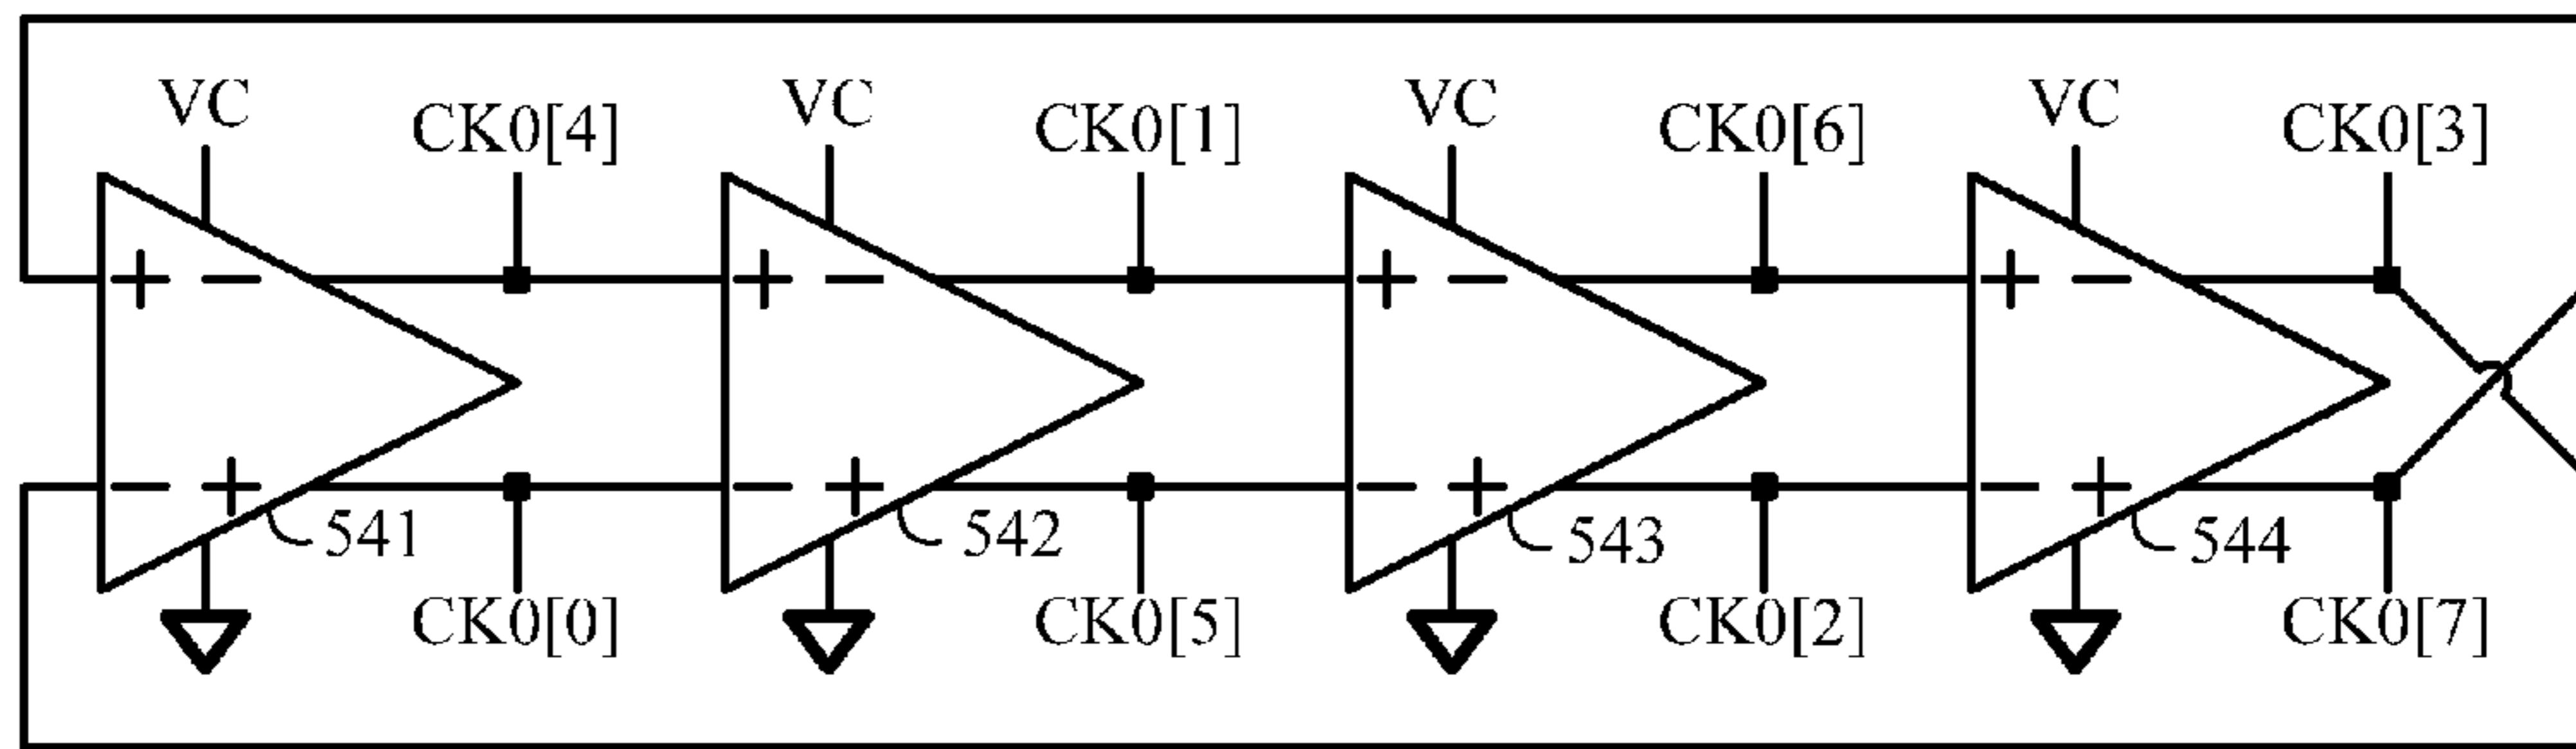 VC VC VC VC
CK0[4] CK0[1] CK0[6] CK0[3]
+ − + − + − + −
− + − + − + − +
541 542 543 544
CK0[0] CK0[5] CK0[2] CK0[7]